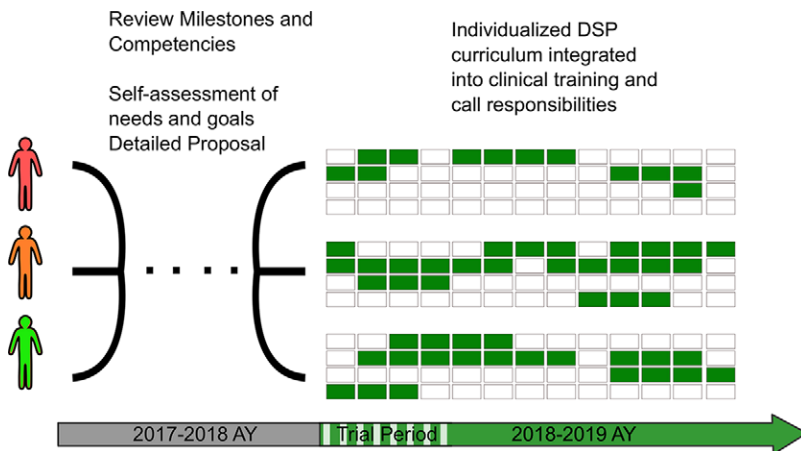 Review Milestones and
Competencies
Self-assessment of
needs and goals
Detailed Proposal
Individualized DSP
curriculum integrated
into clinical training and
call responsibilities
2017-2018 AY
Trial Period
2018-2019 AY